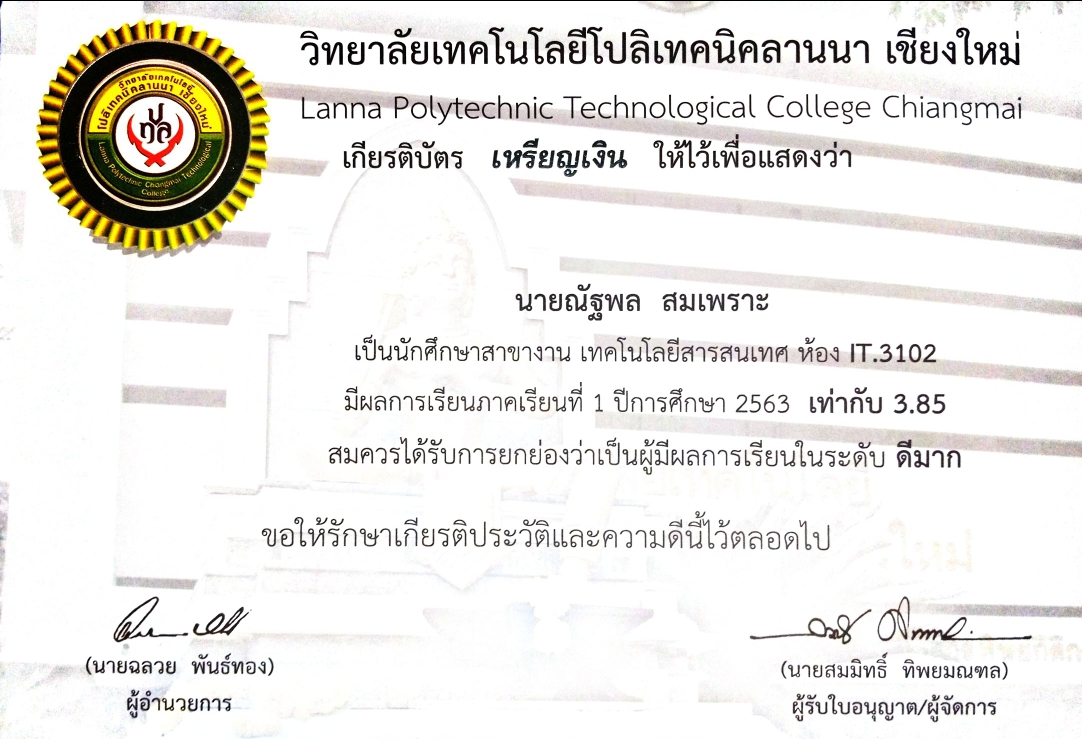 วิทยาลัยเทคโนโลยีโปลิเทคนิคลานนา เชียงใหม่
Lanna Polytechnic Technological College Chiangmai
เกียรติบัตร เหรียญเงิน ให้ไว้เพื่อแสดงว่า
วิทยาลัยเทคโนโลยี
โปลิเทคนิคลานนา เชียงใหม่
ป
ทล
Lanna Polytechnic Chiangmai Technological
College
นายณัฐพล สมเพราะ
เป็นนักศึกษาสาขางาน เทคโนโลยีสารสนเทศ ห้อง IT.3102
มีผลการเรียนภาคเรียนที่ 1 ปีการศึกษา 2563 เท่ากับ 3.85
สมควรได้รับการยกย่องว่าเป็นผู้มีผลการเรียนในระดับ ดีมาก
ขอให้รักษาเกียรติประวัติและความดีนี้ไว้ตลอดไป
(นายฉลวย พันธ์ทอง)
ผู้อำนวยการ
(นายสมมิทธิ์ ทิพยมณฑล)
ผู้รับใบอนุญาต/ผู้จัดการ